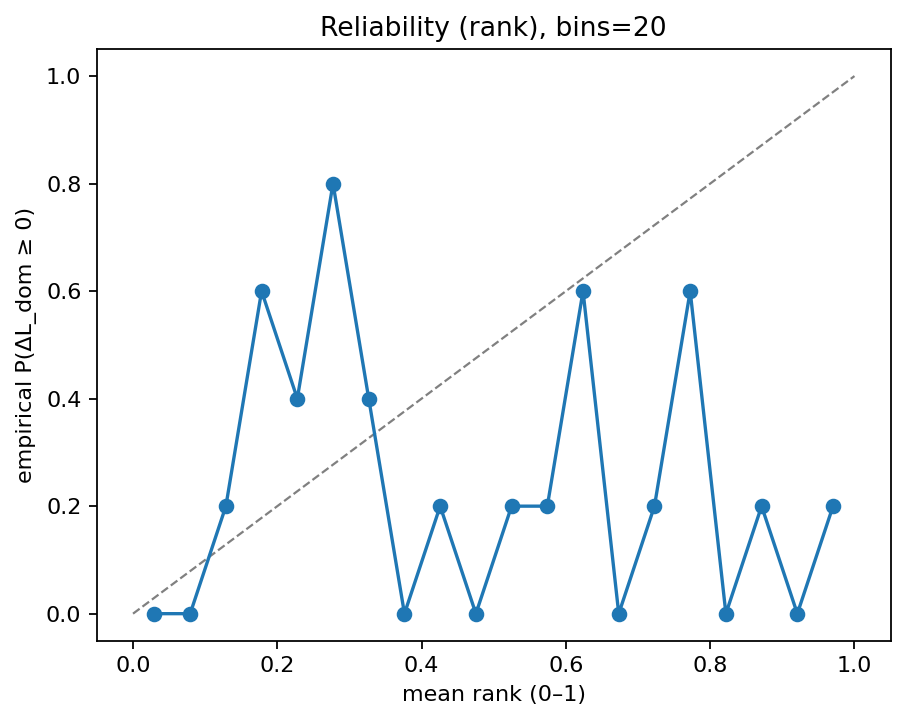 Reliability (rank), bins=20
empirical P(ΔL_dom ≥ 0)
1.0
0.8
0.6
0.4
0.2
0.0
0.0 0.2 0.4 0.6 0.8 1.0
mean rank (0–1)